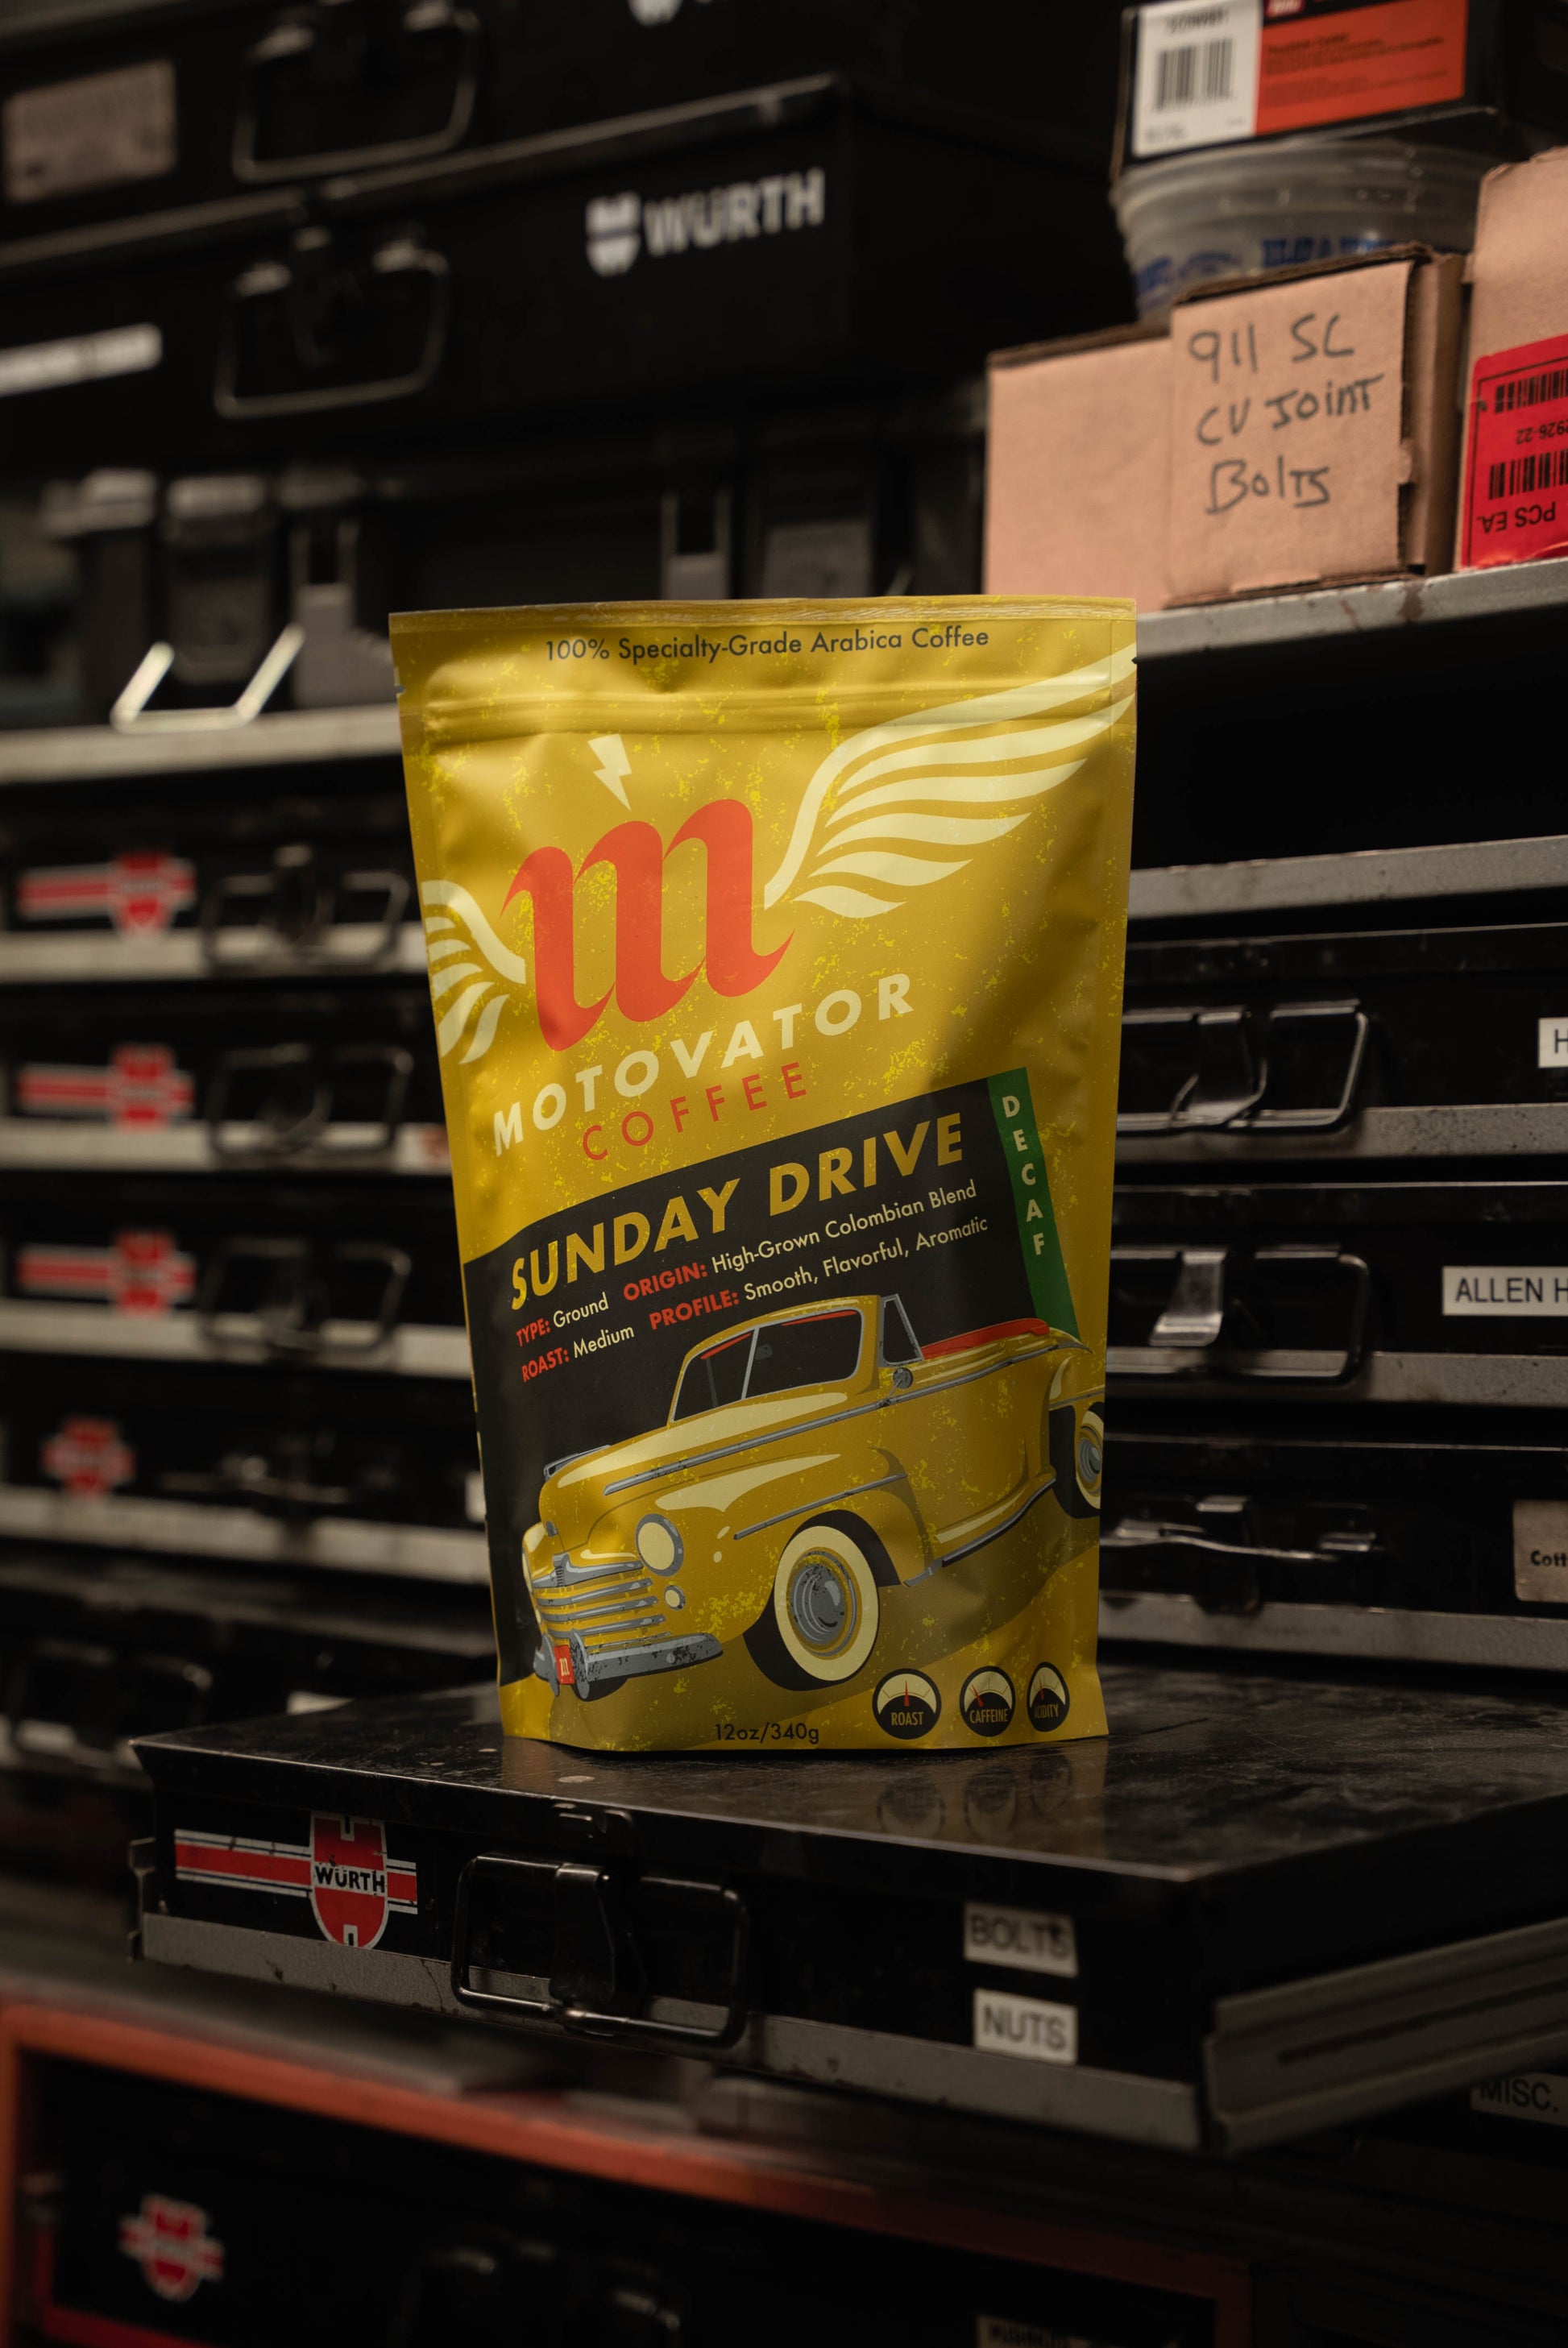 WÜRTH
911 SC
CV JOINT
BOLTS
PCS EA.
100% Specialty-Grade Arabica Coffee
m
MOTOVATOR
COFFEE
SUNDAY DRIVE
DECAF
TYPE: Ground ORIGIN: High-Grown Colombian Blend
ROAST: Medium PROFILE: Smooth, Flavorful, Aromatic
m
ROAST
CAFFEINE
ACIDITY
12oz/340g
ALLEN H
WÜRTH
BOLTS
NUTS
MISC.